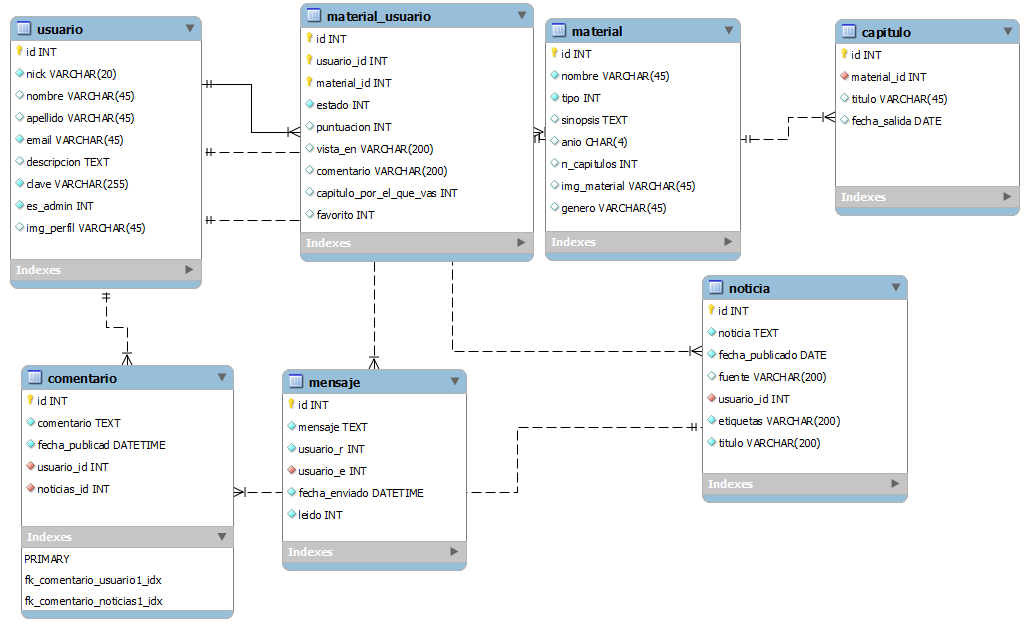 usuario
id INT
nick VARCHAR(20)
nombre VARCHAR(45)
apellido VARCHAR(45)
email VARCHAR(45)
descripcion TEXT
clave VARCHAR(255)
es_admin INT
img_perfil VARCHAR(45)
Indexes
material_usuario
id INT
usuario_id INT
material_id INT
estado INT
puntuacion INT
vista_en VARCHAR(200)
comentario VARCHAR(200)
capitulo_por_el_que_vas INT
favorito INT
Indexes
material
id INT
nombre VARCHAR(45)
tipo INT
sinopsis TEXT
anio CHAR(4)
n_capitulos INT
img_material VARCHAR(45)
genero VARCHAR(45)
Indexes
capitulo
id INT
material_id INT
titulo VARCHAR(45)
fecha_salida DATE
Indexes
comentario
id INT
comentario TEXT
fecha_publicad DATETIME
usuario_id INT
noticias_id INT
Indexes
PRIMARY
fk_comentario_usuario1_idx
fk_comentario_noticias1_idx
mensaje
id INT
mensaje TEXT
usuario_r INT
usuario_e INT
fecha_enviado DATETIME
leido INT
Indexes
noticia
id INT
noticia TEXT
fecha_publicado DATE
fuente VARCHAR(200)
usuario_id INT
etiquetas VARCHAR(200)
titulo VARCHAR(200)
Indexes